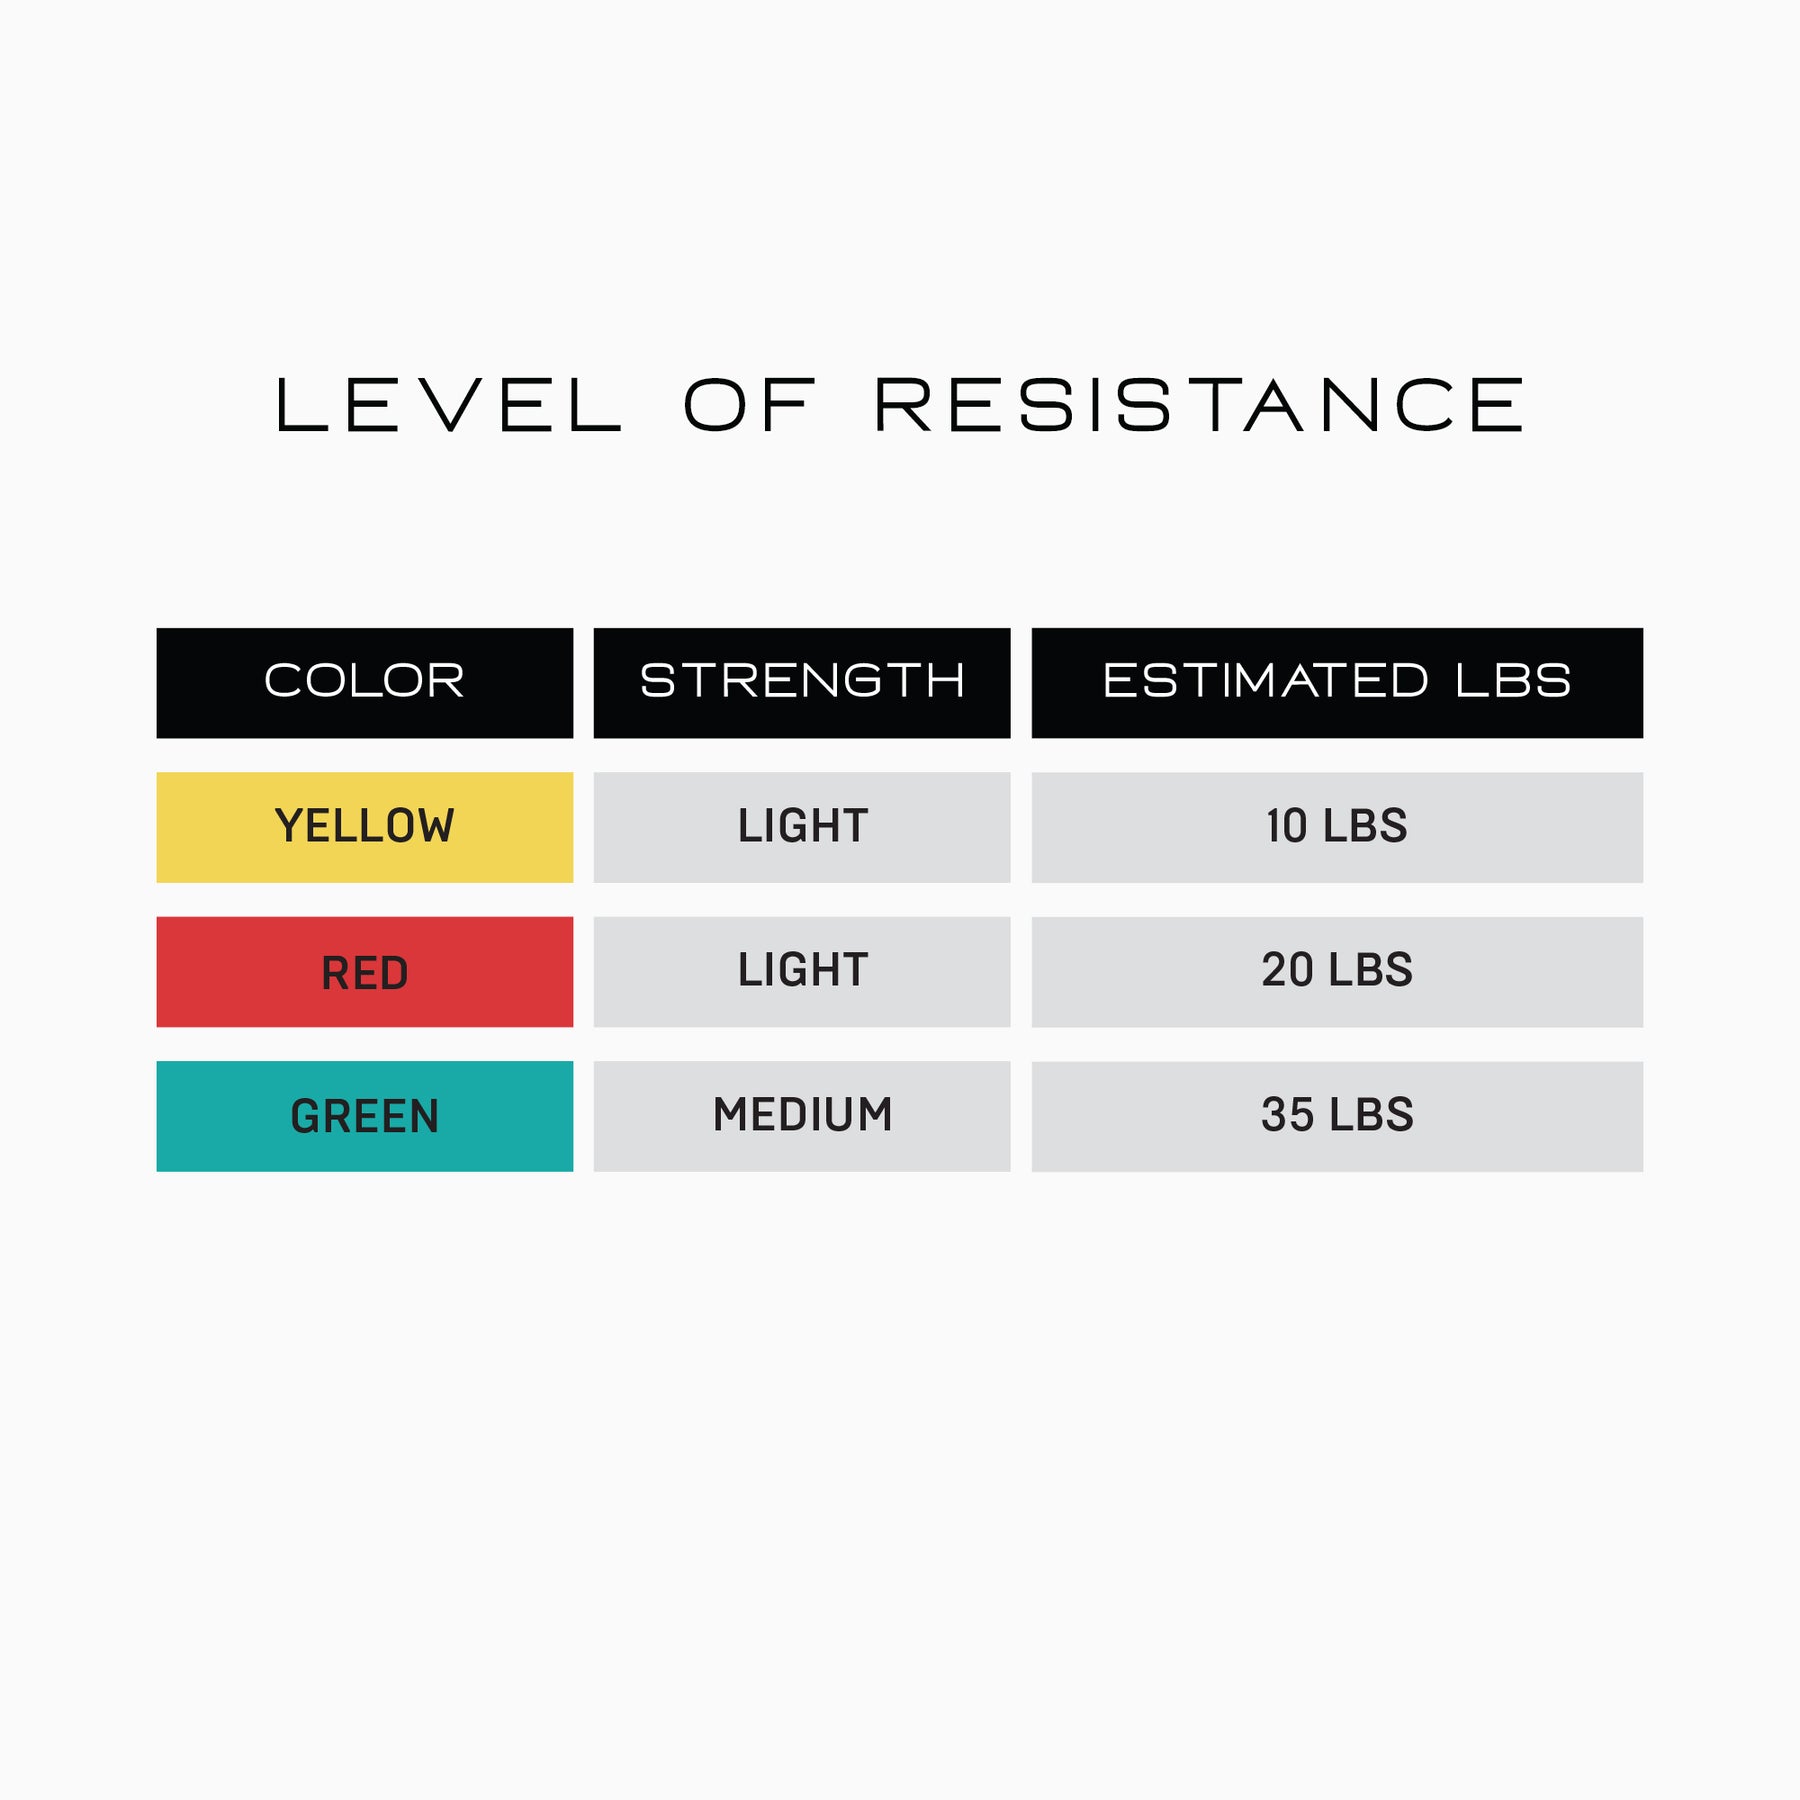 LEVEL OF RESISTANCE
COLOR STRENGTH ESTIMATED LBS
YELLOW LIGHT 10 LBS
RED LIGHT 20 LBS
GREEN MEDIUM 35 LBS